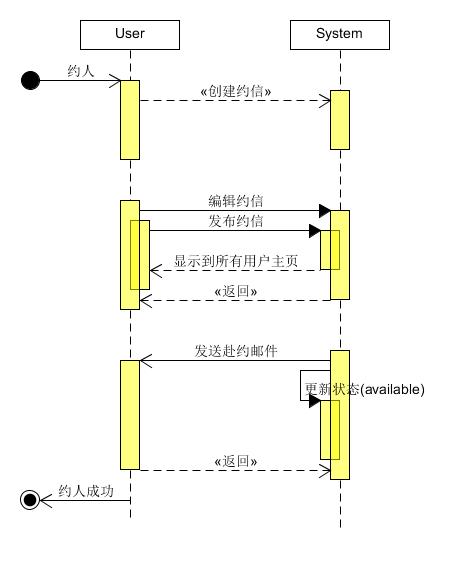 User
System
约人
«创建约信»
编辑约信
发布约信
显示到所有用户主页
«返回»
发送赴约邮件
更新状态(available)
«返回»
约人成功